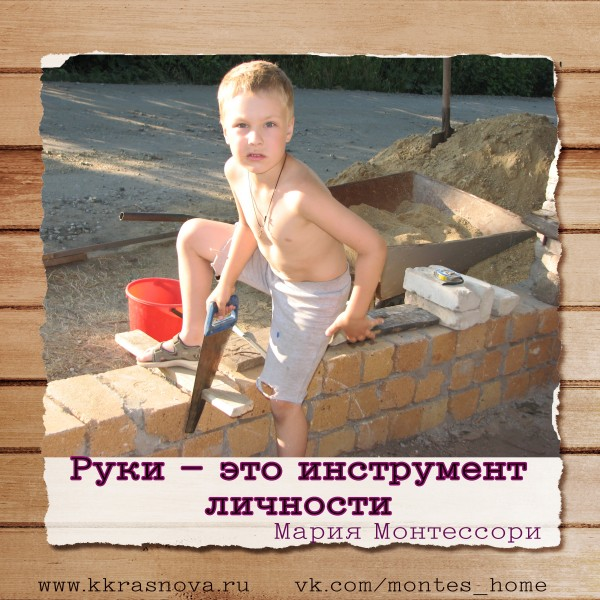 Руки – это инструмент
личности
Мария Монтессори
www.kkrasnova.ru vk.com/montes_home